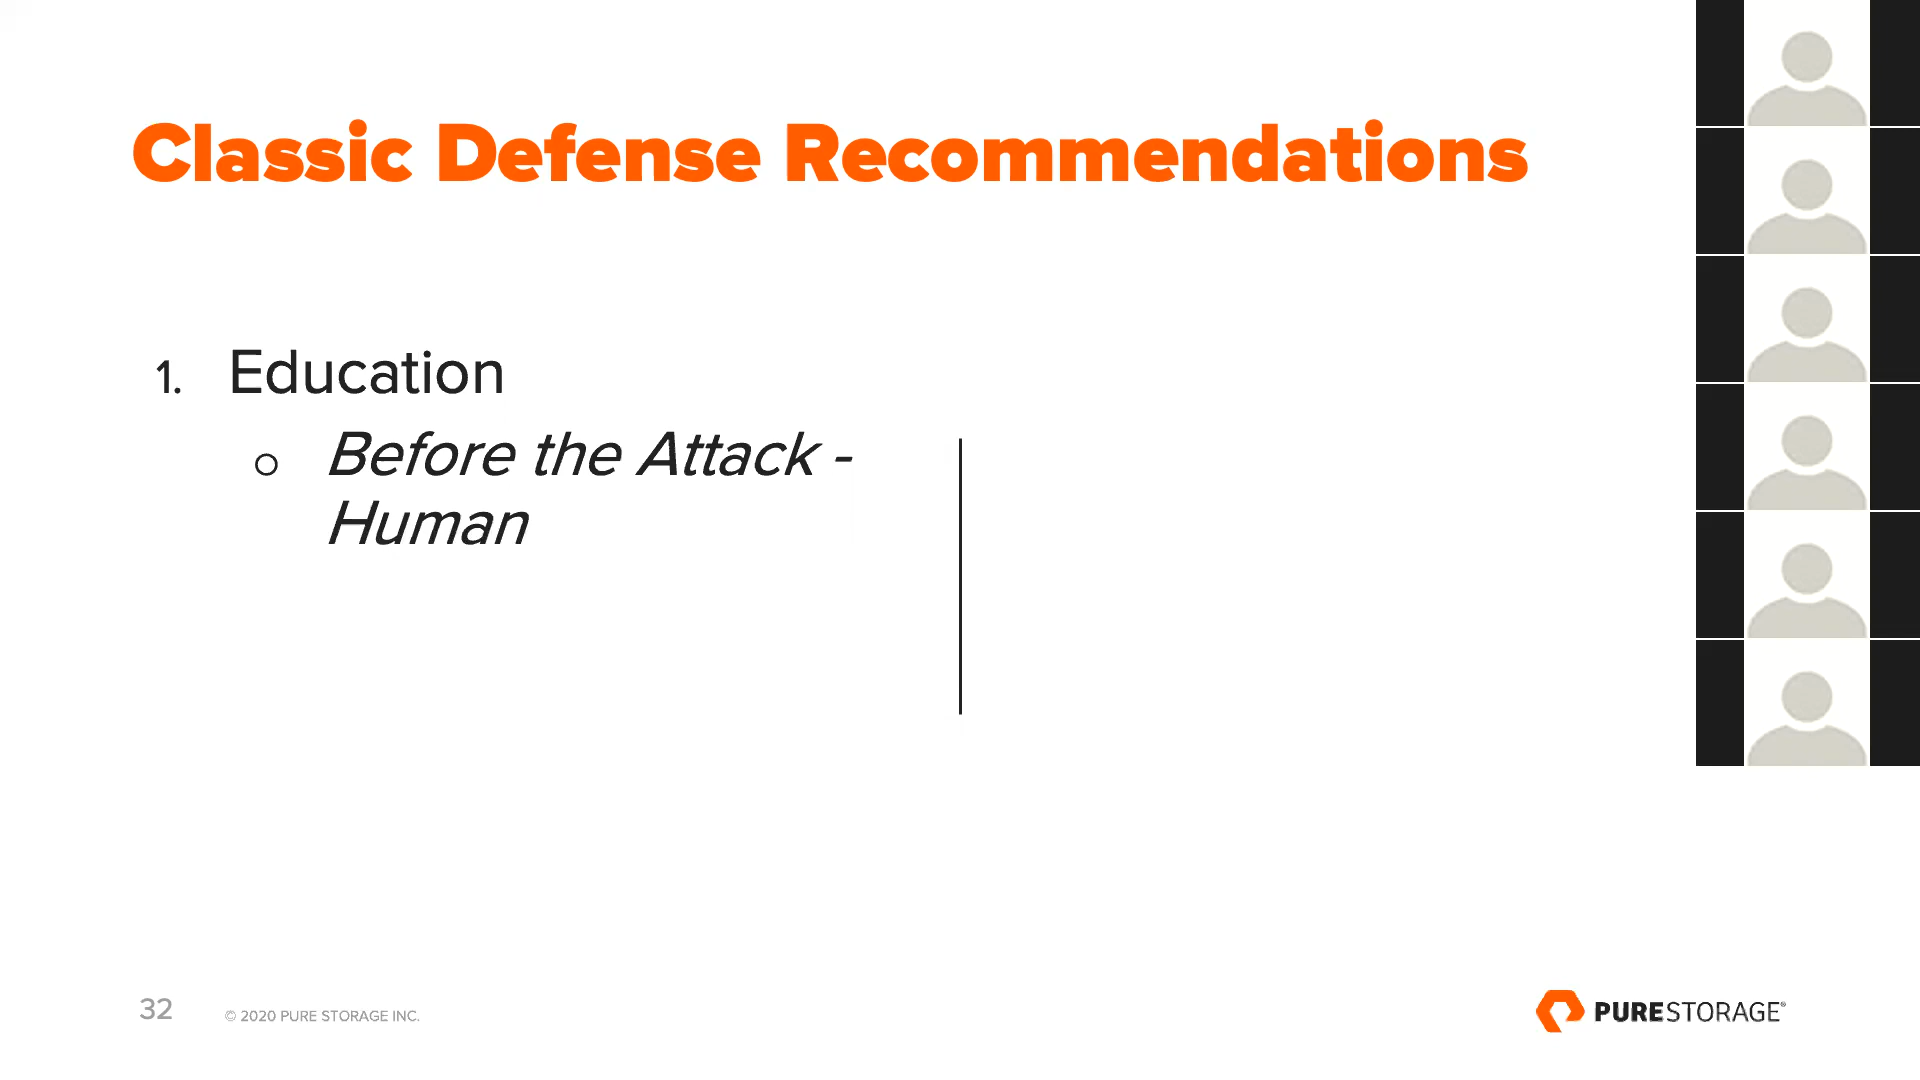 Classic Defense Recommendations
1. Education
○ Before the Attack -
Human
32
© 2020 PURE STORAGE INC.
PURESTORAGE®